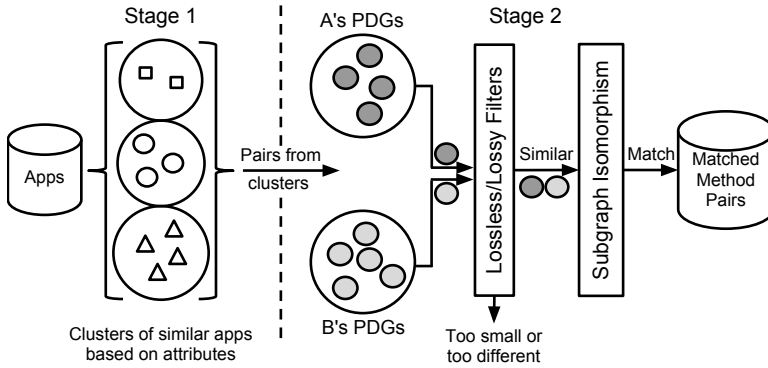 Stage 1
Stage 2
A's PDGs
Apps
Pairs from
clusters
Lossless/Lossy Filters
Similar
Subgraph Isomorphism
Match
Matched
Method
Pairs
B's PDGs
Clusters of similar apps
based on attributes
Too small or
too different